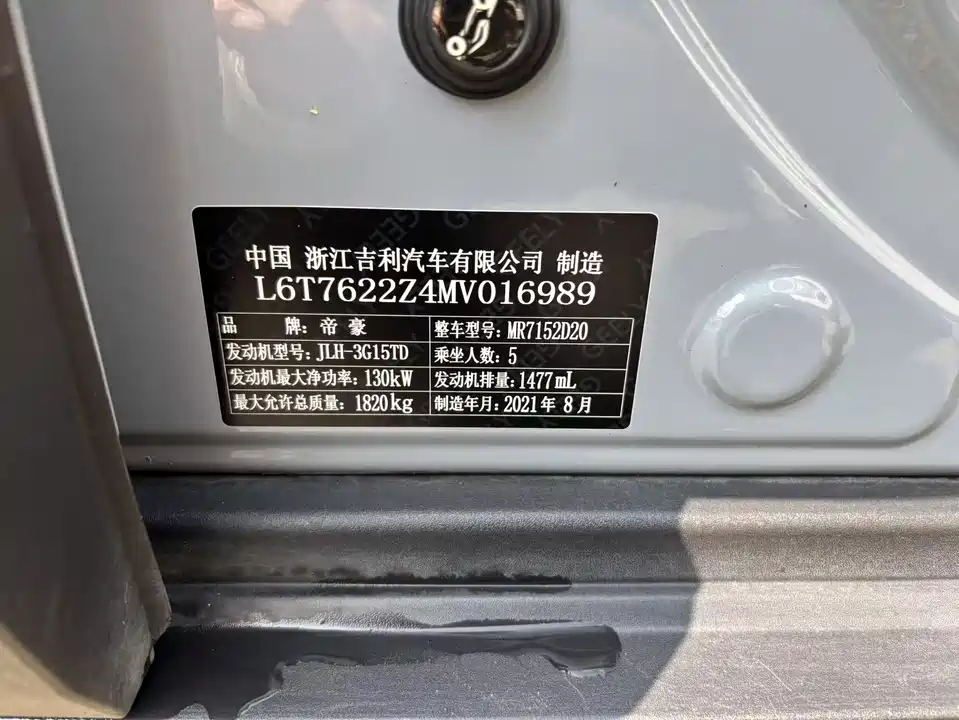 中国 浙江吉利汽车有限公司 制造
L6T7622Z4MV016989
品 牌: 帝 豪 整车型号: MR7152D20
发动机型号: JLH-3G15TD 乘坐人数: 5
发动机最大净功率: 130kW 发动机排量: 1477mL
最大允许总质量: 1820kg 制造年月: 2021年 8月